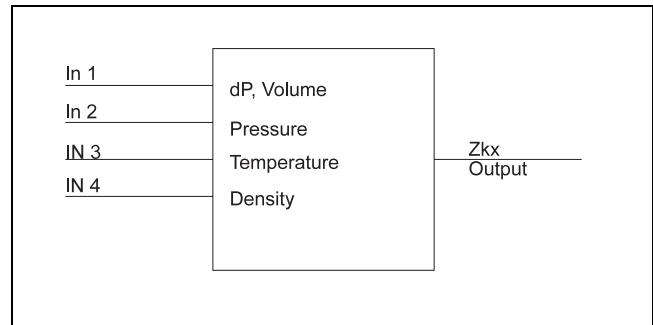 In 1
dP, Volume
In 2
Pressure
IN 3
Temperature
IN 4
Density
Zkx
Output